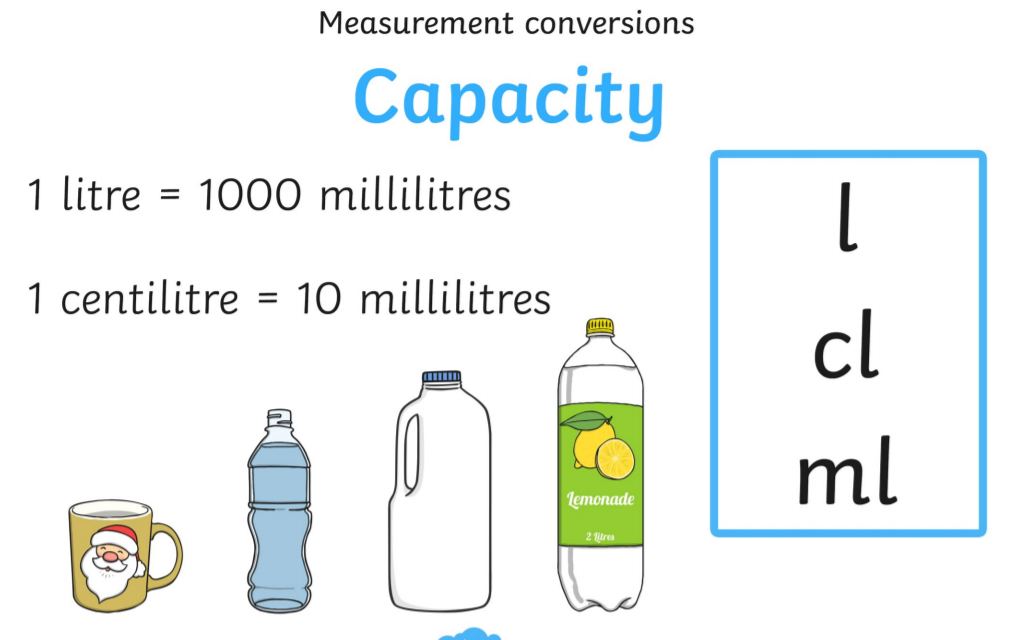 Measurement conversions
Capacity
1 litre = 1000 millilitres
1 centilitre = 10 millilitres
l
cl
ml
Lemonade
2 Litres